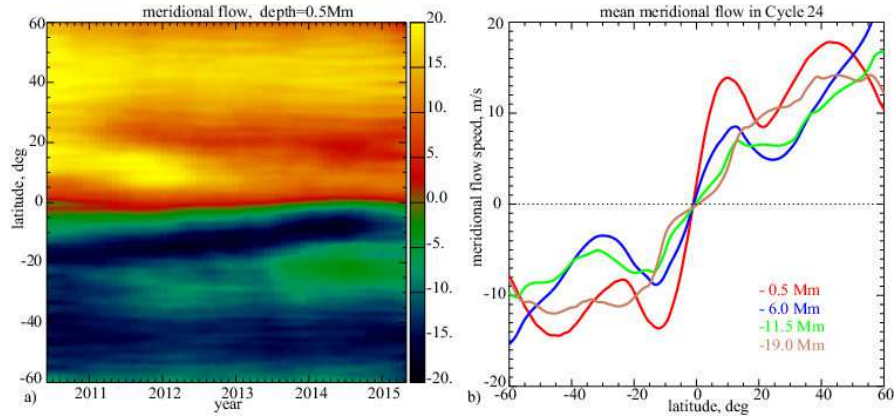 meridional flow, depth=0.5Mm
60
40
20
0
-20
-40
-60
latitude, deg
2011 2012 2013 2014 2015
year
a)
20.
15.
10.
5.
0.
-5.
-10.
-15.
-20.
mean meridional flow in Cycle 24
20
10
0
-10
-20
meridional flow speed, m/s
- 0.5 Mm
- 6.0 Mm
-11.5 Mm
-19.0 Mm
-60 -40 -20 0 20 40 60
latitude, deg
b)